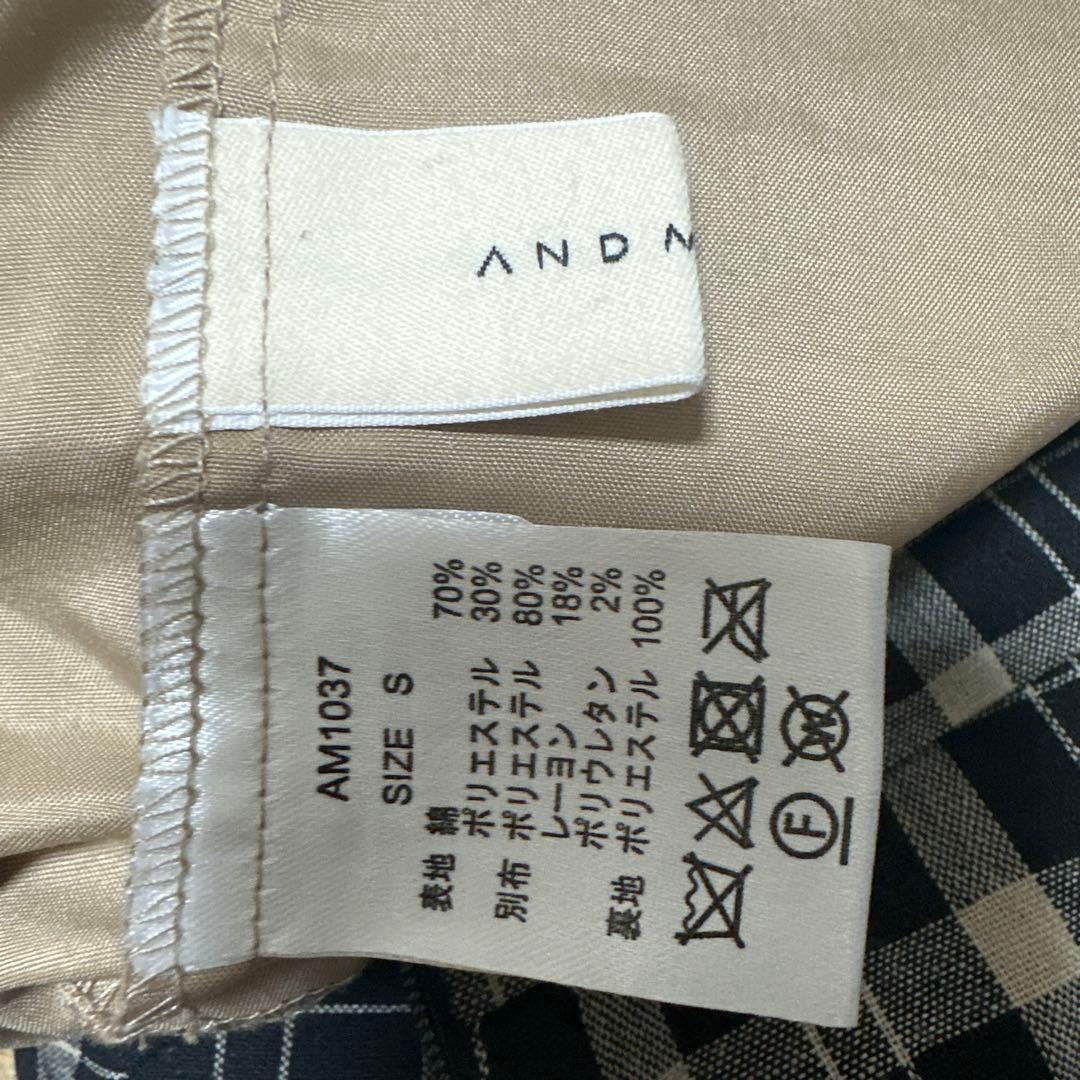 AND M
AM1037
SIZE S
表地 綿 70%
ポリエステル 30%
別布 ポリエステル 80%
レーヨン 18%
ポリウレタン 2%
裏地 ポリエステル 100%
F
W